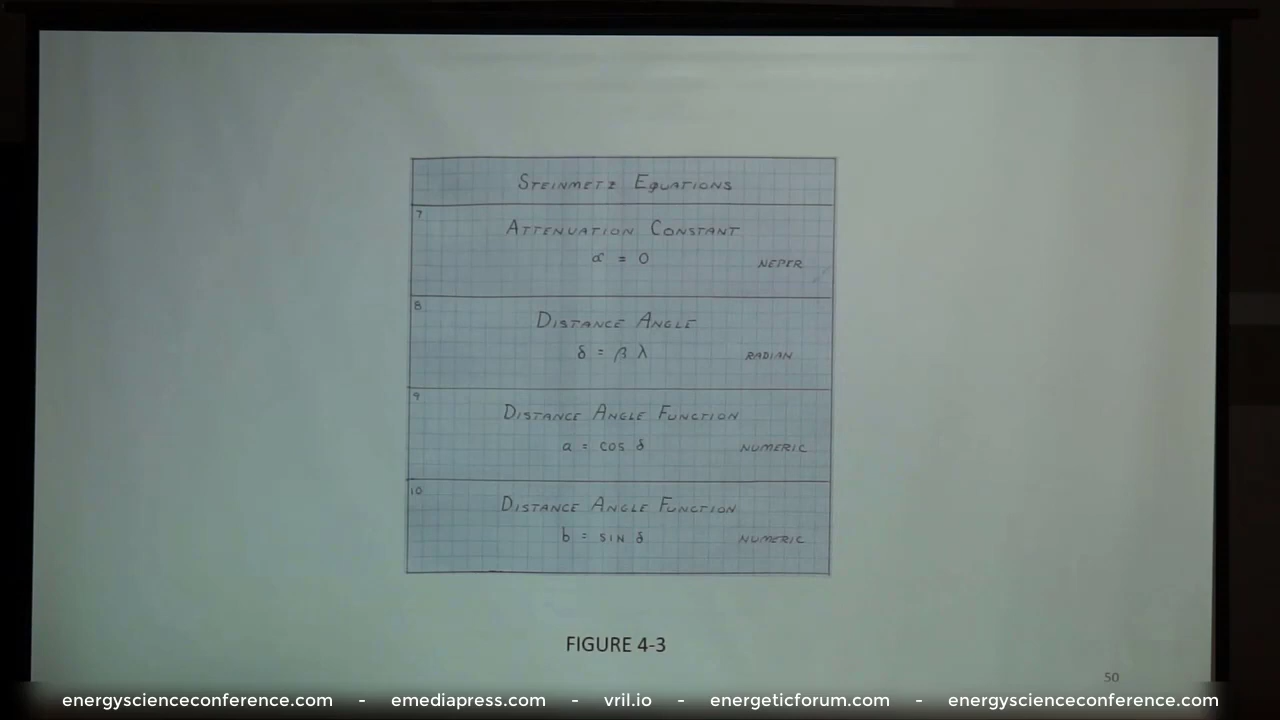 STEINMETZ EQUATIONS
7
ATTENUATION CONSTANT
α = 0 NEPER
8
DISTANCE ANGLE
δ = β λ RADIAN
9
DISTANCE ANGLE FUNCTION
a = COS δ NUMERIC
10
DISTANCE ANGLE FUNCTION
b = SIN δ NUMERIC
FIGURE 4-3
50
energyscienceconference.com - emediapress.com - vril.io - energeticforum.com - energyscienceconference.com